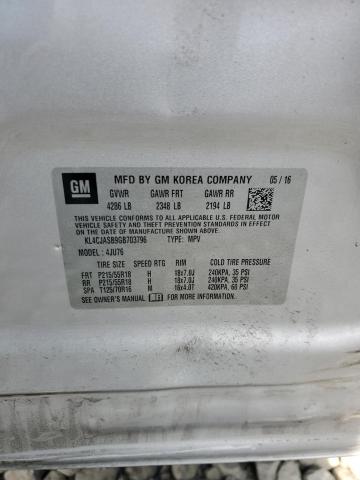 GM
MFD BY GM KOREA COMPANY 05/16
GVWR GAWR FRT GAWR RR
4286 LB 2348 LB 2194 LB
THIS VEHICLE CONFORMS TO ALL APPLICABLE U.S. FEDERAL MOTOR VEHICLE
SAFETY AND THEFT PREVENTION STANDARDS IN EFFECT ON THE DATE OF
MANUFACTURE SHOWN ABOVE.
KL4CJASB9GB703796 TYPE: MPV
MODEL: 4JU76
TIRE SIZE SPEED RTG RIM COLD TIRE PRESSURE
FRT P215/55R18 H 18x7.0J 240KPA, 35 PSI
RR P215/55R18 H 18x7.0J 240KPA, 35 PSI
SPA T125/70R16 M 16x4.0T 420KPA, 60 PSI
SEE OWNER'S MANUAL